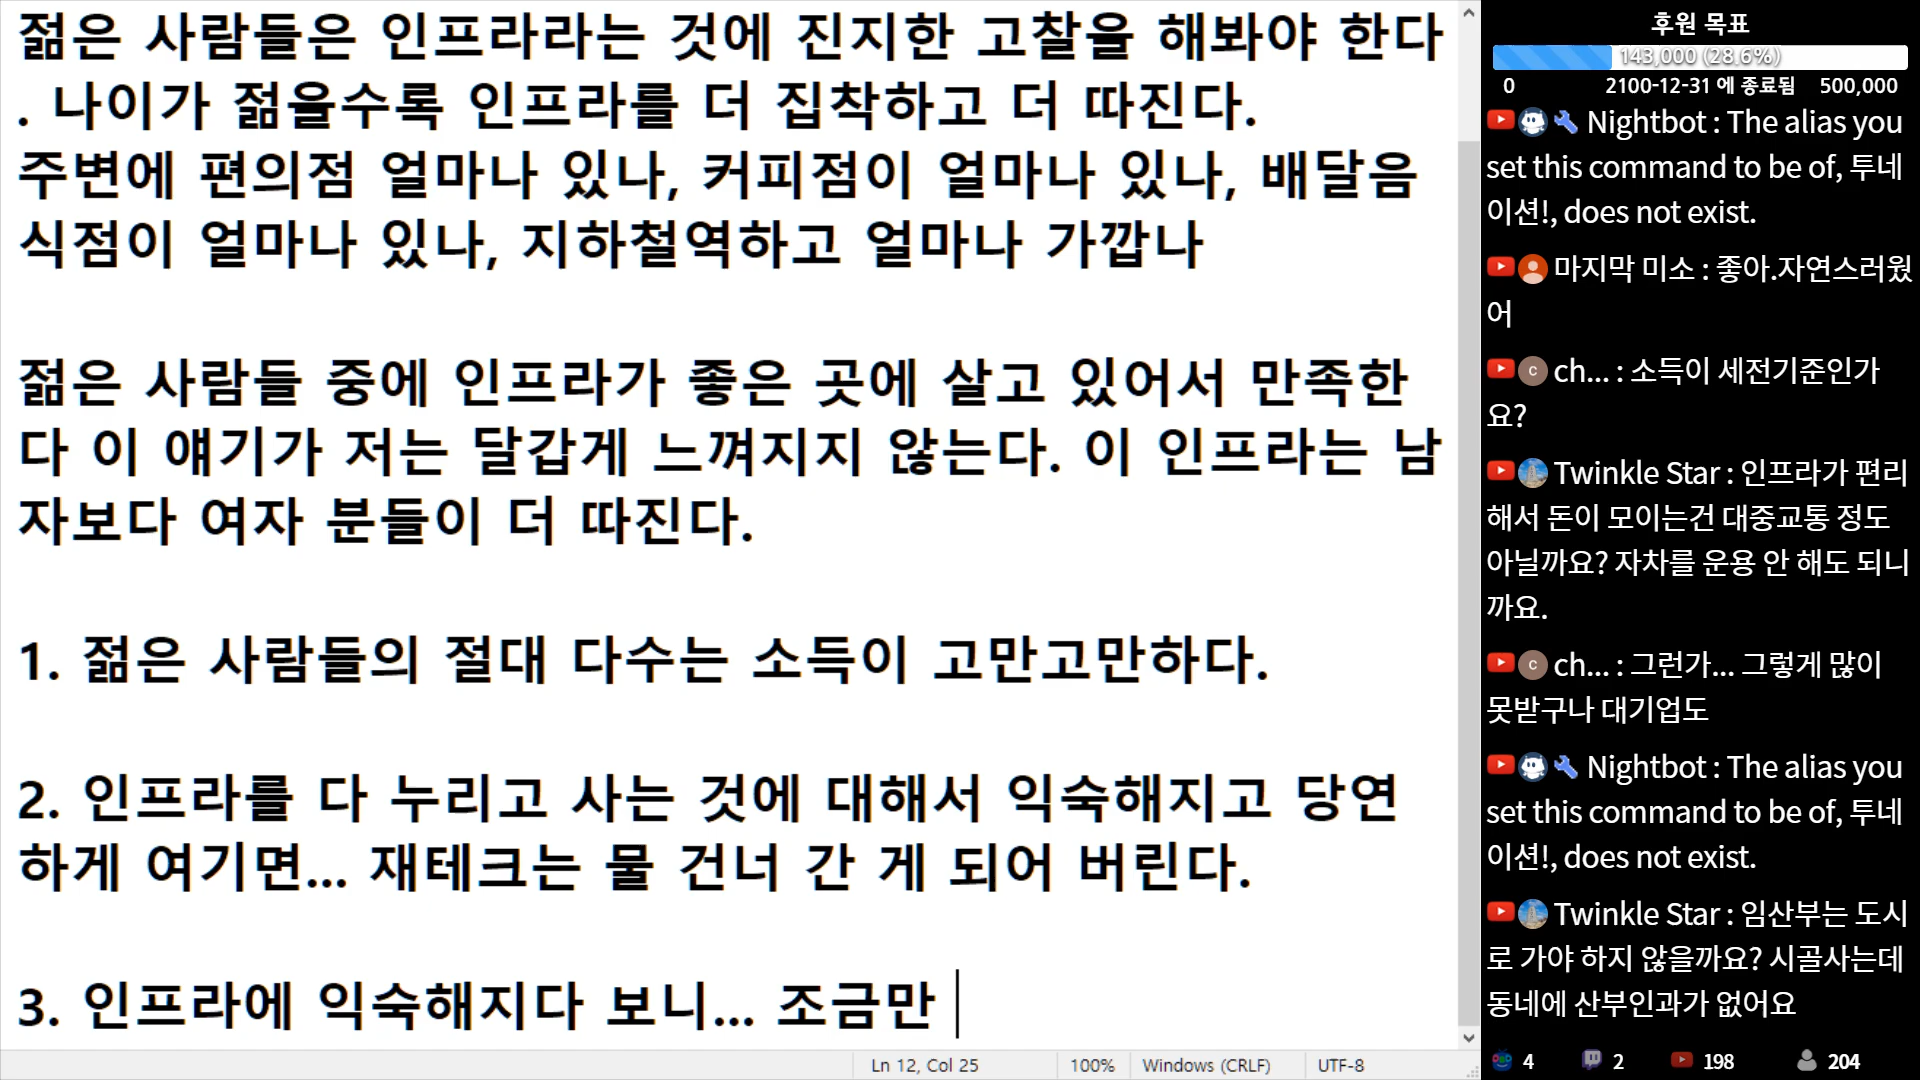 젊은 사람들은 인프라라는 것에 진지한 고찰을 해봐야 한다
. 나이가 젊을수록 인프라를 더 집착하고 더 따진다.
주변에 편의점 얼마나 있나, 커피점이 얼마나 있나, 배달음
식점이 얼마나 있나, 지하철역하고 얼마나 가깝나
젊은 사람들 중에 인프라가 좋은 곳에 살고 있어서 만족한
다 이 얘기가 저는 달갑게 느껴지지 않는다. 이 인프라는 남
자보다 여자 분들이 더 따진다.
1. 젊은 사람들의 절대 다수는 소득이 고만고만하다.
2. 인프라를 다 누리고 사는 것에 대해서 익숙해지고 당연
하게 여기면... 재테크는 물 건너 간 게 되어 버린다.
3. 인프라에 익숙해지다 보니... 조금만
Ln 12, Col 25
100%
Windows (CRLF)
UTF-8
후원 목표
143,000 (28.6%)
0 2100-12-31 에 종료됨 500,000
Nightbot : The alias you
set this command to be of, 투네
이션!, does not exist.
마지막 미소 : 좋아.자연스러웠
어
c ch... : 소득이 세전기준인가
요?
Twinkle Star : 인프라가 편리
해서 돈이 모이는건 대중교통 정도
아닐까요? 자차를 운용 안 해도 되니
까요.
c ch... : 그런가... 그렇게 많이
못받구나 대기업도
Nightbot : The alias you
set this command to be of, 투네
이션!, does not exist.
Twinkle Star : 임산부는 도시
로 가야 하지 않을까요? 시골사는데
동네에 산부인과가 없어요
4 2 198 204